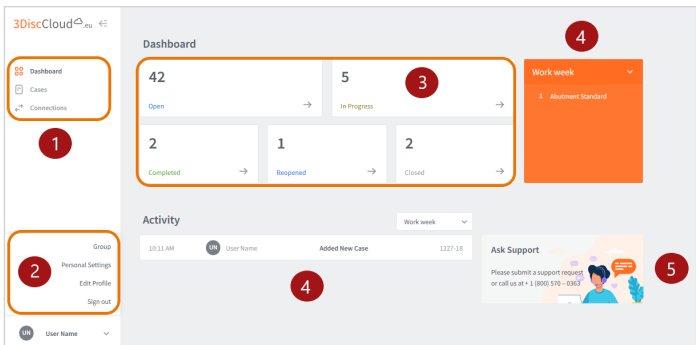 3DiscCloud.eu
Dashboard
Cases
Connections
1
Group
Personal Settings
Edit Profile
Sign out
2
UN User Name
Dashboard
42
Open
5
In Progress
3
2
Completed
1
Reopened
2
Closed
4
Work week
1 Abutment Standard
Activity
Work week
10:11 AM UN User Name Added New Case 1227-18
4
Ask Support
Please submit a support request
or call us at + 1 (800) 570 – 0363
5